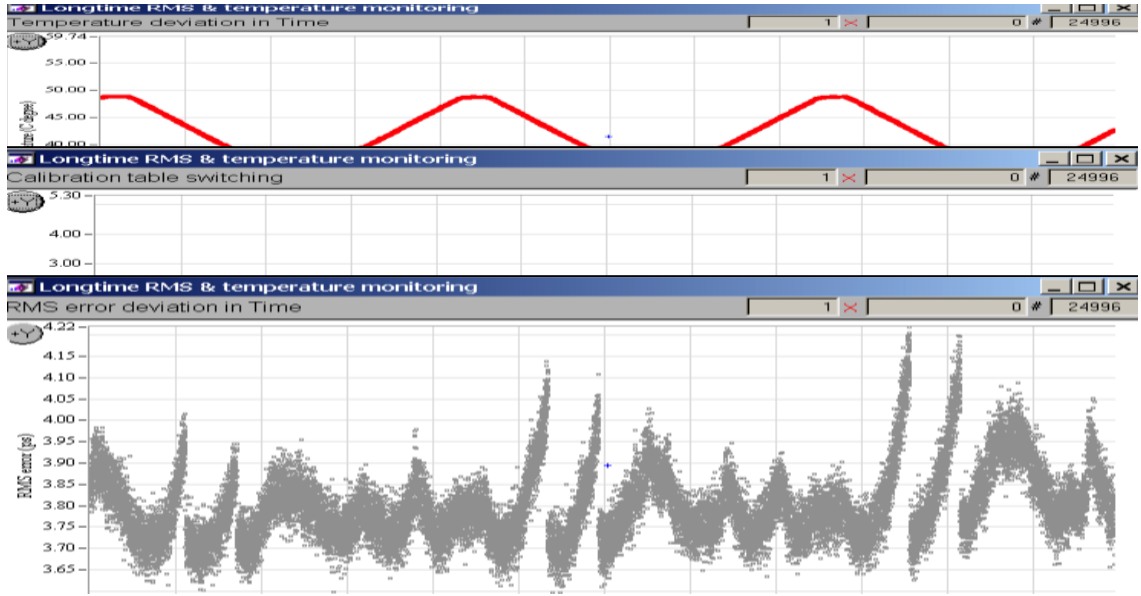 Longtime RMS & temperature monitoring
Temperature deviation in Time 1 0 # 24996
+Y 59.74
55.00
50.00
45.00
40.00
Longtime RMS & temperature monitoring
Calibration table switching 1 0 # 24996
+Y 5.30
4.00
3.00
Longtime RMS & temperature monitoring
RMS error deviation in Time 1 0 # 24996
+Y 4.22
4.15
4.10
4.05
4.00
3.95
3.90
3.85
3.80
3.75
3.70
3.65
RMS error (ps)